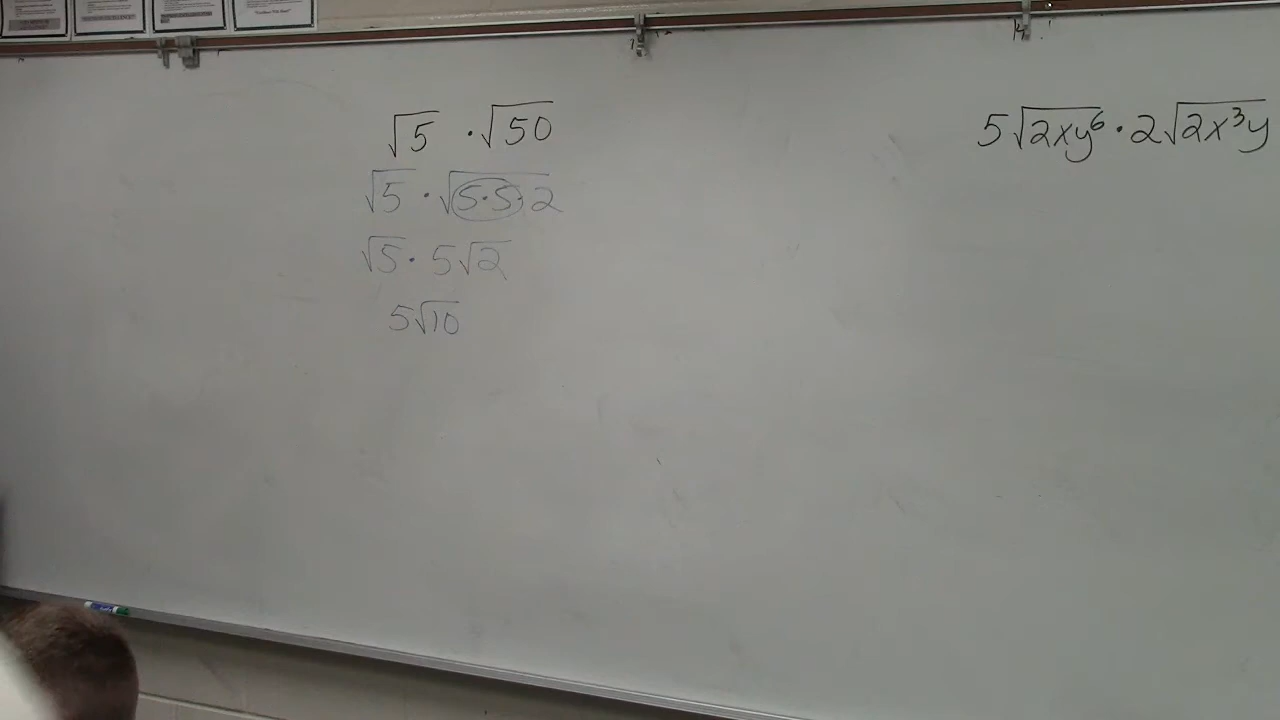 √5 · √50
√5 · √5·5·2
√5 · 5√2
5√10
5√2xy⁶ · 2√2x³y